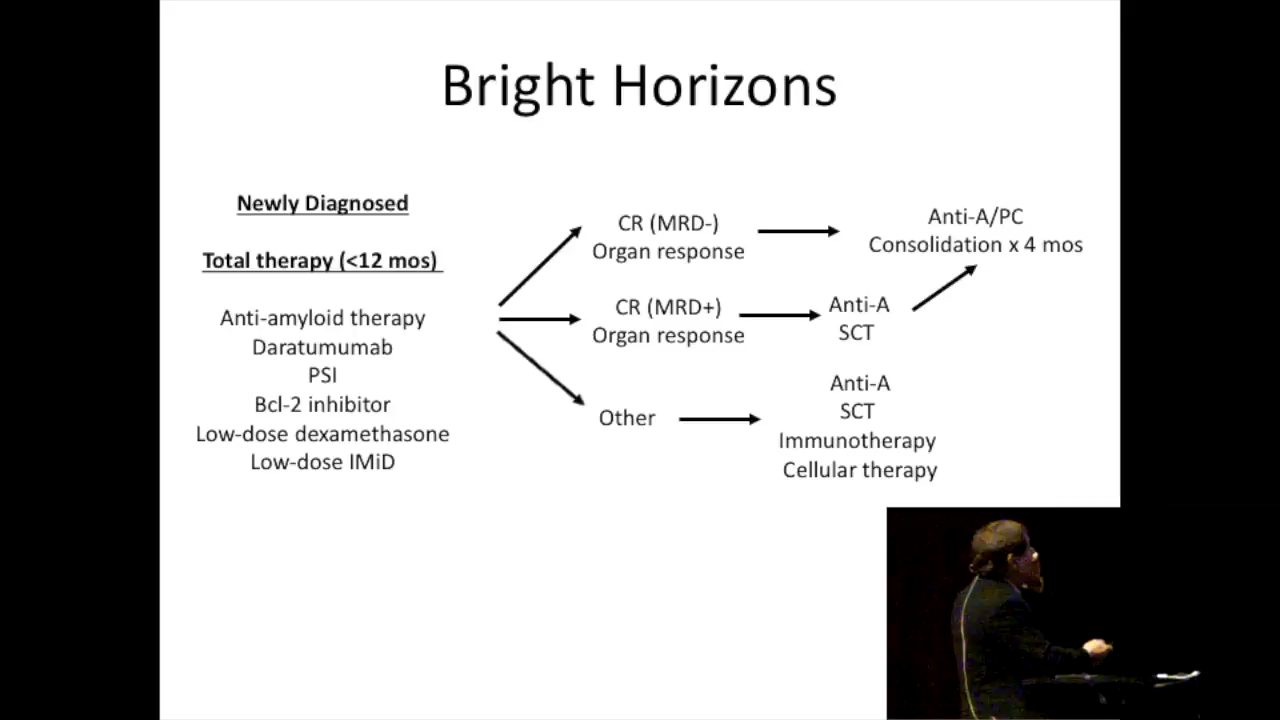 Bright Horizons
Newly Diagnosed
Total therapy (<12 mos)
Anti-amyloid therapy
Daratumumab
PSI
Bcl-2 inhibitor
Low-dose dexamethasone
Low-dose IMiD
CR (MRD-)
Organ response
CR (MRD+)
Organ response
Other
Anti-A/PC
Consolidation x 4 mos
Anti-A
SCT
Anti-A
SCT
Immunotherapy
Cellular therapy